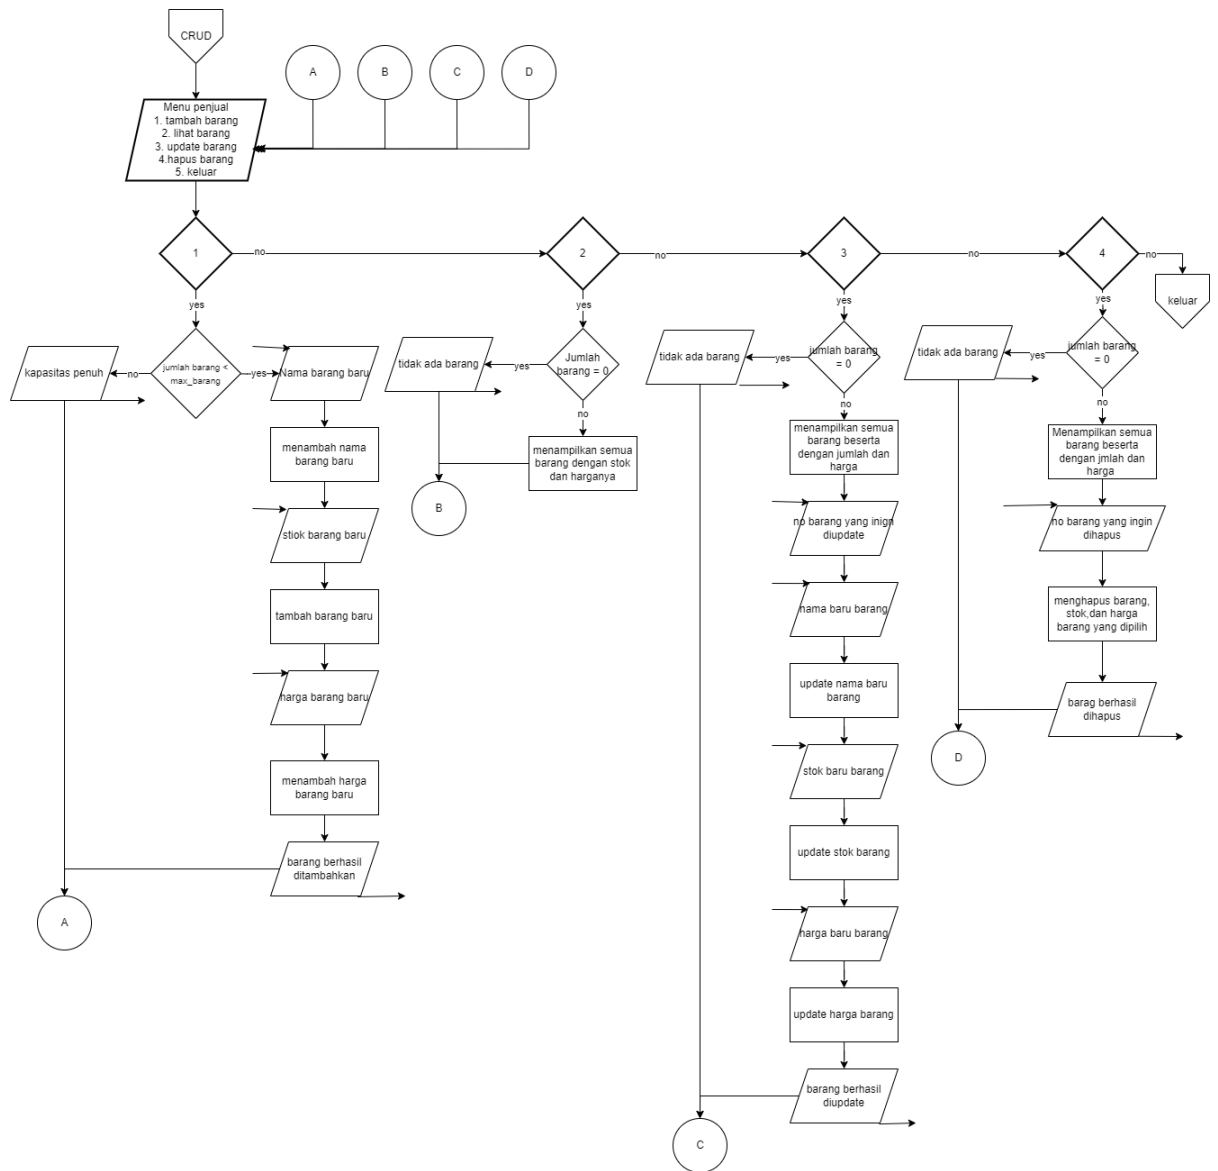 CRUD
A
B
C
D
Menu penjual
1. tambah barang
2. lihat barang
3. update barang
4.hapus barang
5. keluar
1
no
2
no
3
no
4
no
keluar
yes
yes
yes
yes
kapasitas penuh
no
jumlah barang <
max_barang
yes
Nama barang baru
menambah nama
barang baru
stiok barang baru
tambah barang baru
harga barang baru
menambah harga
barang baru
barang berhasil
ditambahkan
A
tidak ada barang
yes
Jumlah
barang = 0
no
menampilkan semua
barang dengan stok
dan harganya
B
tidak ada barang
yes
jumlah barang
= 0
no
menampilkan semua
barang beserta
dengan jumlah dan
harga
no barang yang inign
diupdate
nama baru barang
update nama baru
barang
stok baru barang
update stok barang
harga baru barang
update harga barang
barang berhasil
diupdate
C
tidak ada barang
yes
jumlah barang
= 0
no
Menampilkan semua
barang beserta
dengan jmlah dan
harga
no barang yang ingin
dihapus
menghapus barang,
stok,dan harga
barang yang dipilih
barag berhasil
dihapus
D